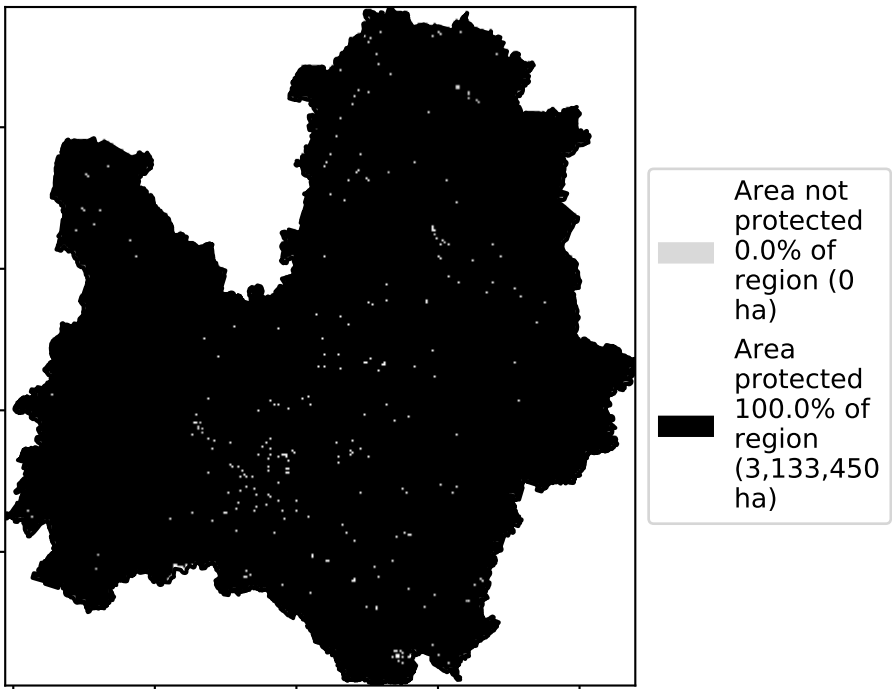 Area not
protected
0.0% of
region (0
ha)
Area
protected
100.0% of
region
(3,133,450
ha)